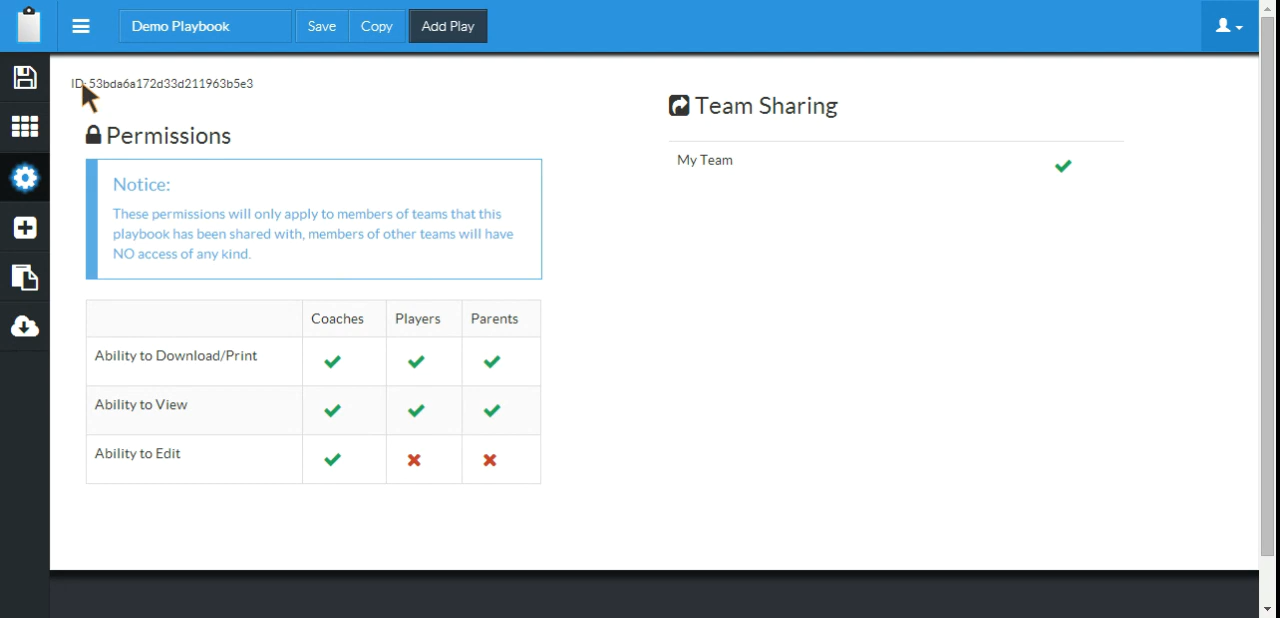 Demo Playbook
Save
Copy
Add Play
ID: 53bda6a172d33d211963b5e3
Permissions
Notice:
These permissions will only apply to members of teams that this
playbook has been shared with, members of other teams will have
NO access of any kind.
Coaches Players Parents
Ability to Download/Print
Ability to View
Ability to Edit
Team Sharing
My Team